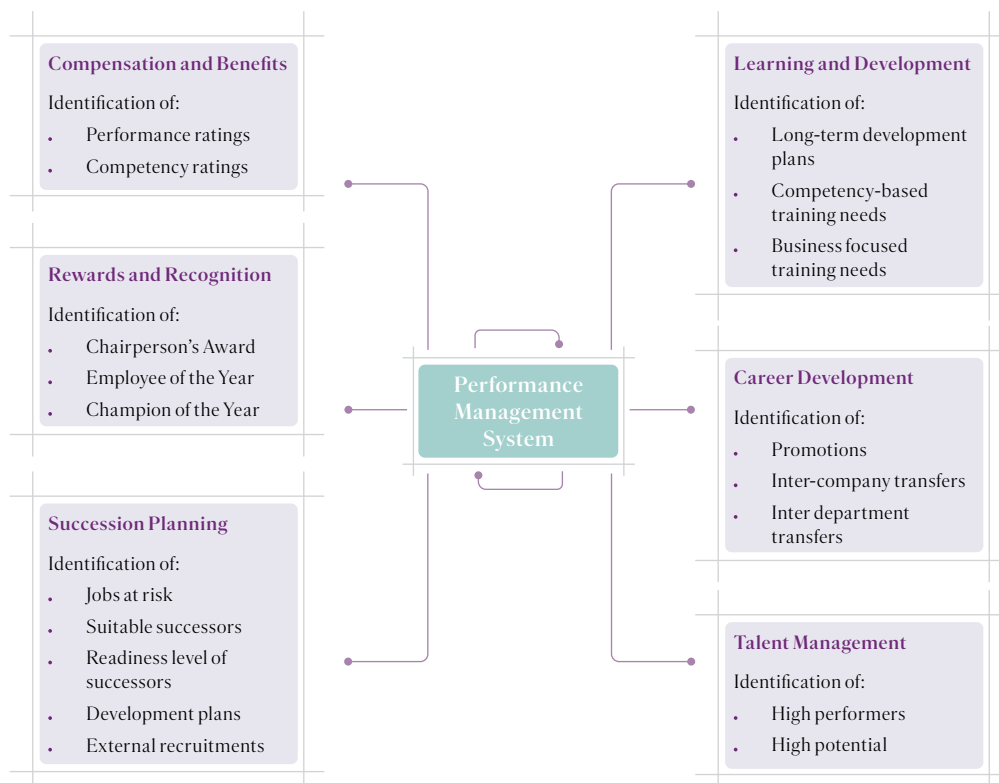 Compensation and Benefits
Identification of:
• Performance ratings
• Competency ratings
Rewards and Recognition
Identification of:
• Chairperson’s Award
• Employee of the Year
• Champion of the Year
Succession Planning
Identification of:
• Jobs at risk
• Suitable successors
• Readiness level of
successors
• Development plans
• External recruitments
Performance
Management
System
Learning and Development
Identification of:
• Long-term development
plans
• Competency-based
training needs
• Business focused
training needs
Career Development
Identification of:
• Promotions
• Inter-company transfers
• Inter department
transfers
Talent Management
Identification of:
• High performers
• High potential